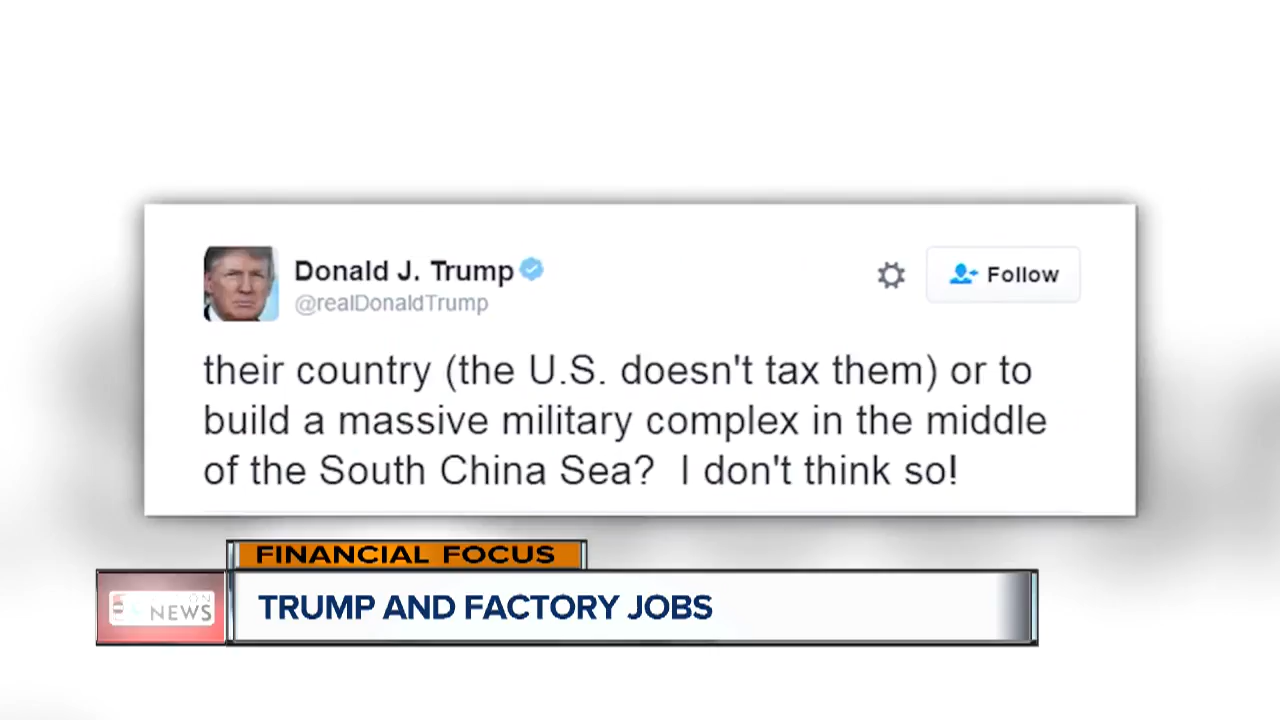 Donald J. Trump
@realDonaldTrump
Follow
their country (the U.S. doesn't tax them) or to
build a massive military complex in the middle
of the South China Sea?  I don't think so!
FINANCIAL FOCUS
ON
NEWS
TRUMP AND FACTORY JOBS